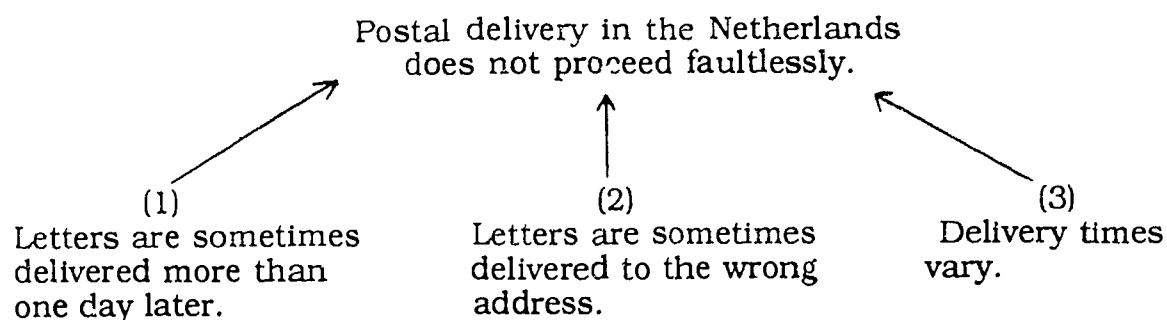 Postal delivery in the Netherlands
does not proceed faultlessly.
(1)
Letters are sometimes
delivered more than
one day later.
(2)
Letters are sometimes
delivered to the wrong
address.
(3)
Delivery times
vary.